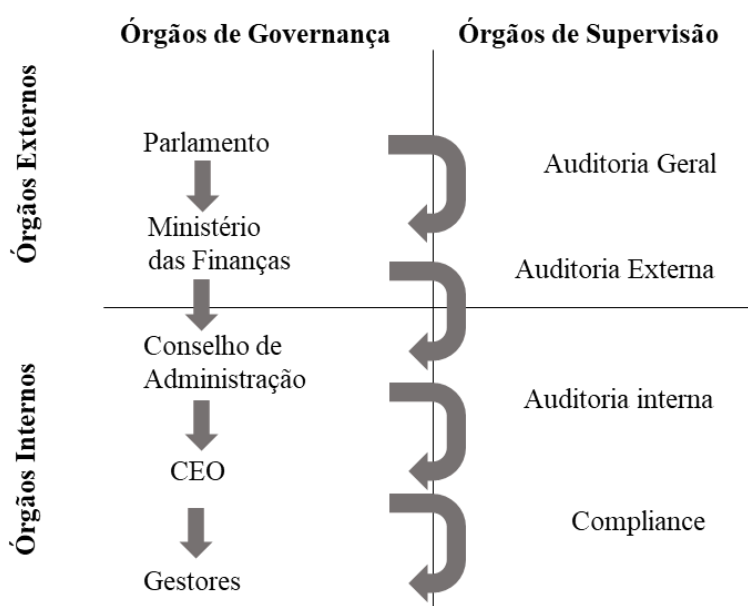 Órgãos de Governança
Órgãos de Supervisão
Órgãos Externos
Parlamento
Auditoria Geral
Ministério
das Finanças
Auditoria Externa
Órgãos Internos
Conselho de
Administração
Auditoria interna
CEO
Compliance
Gestores